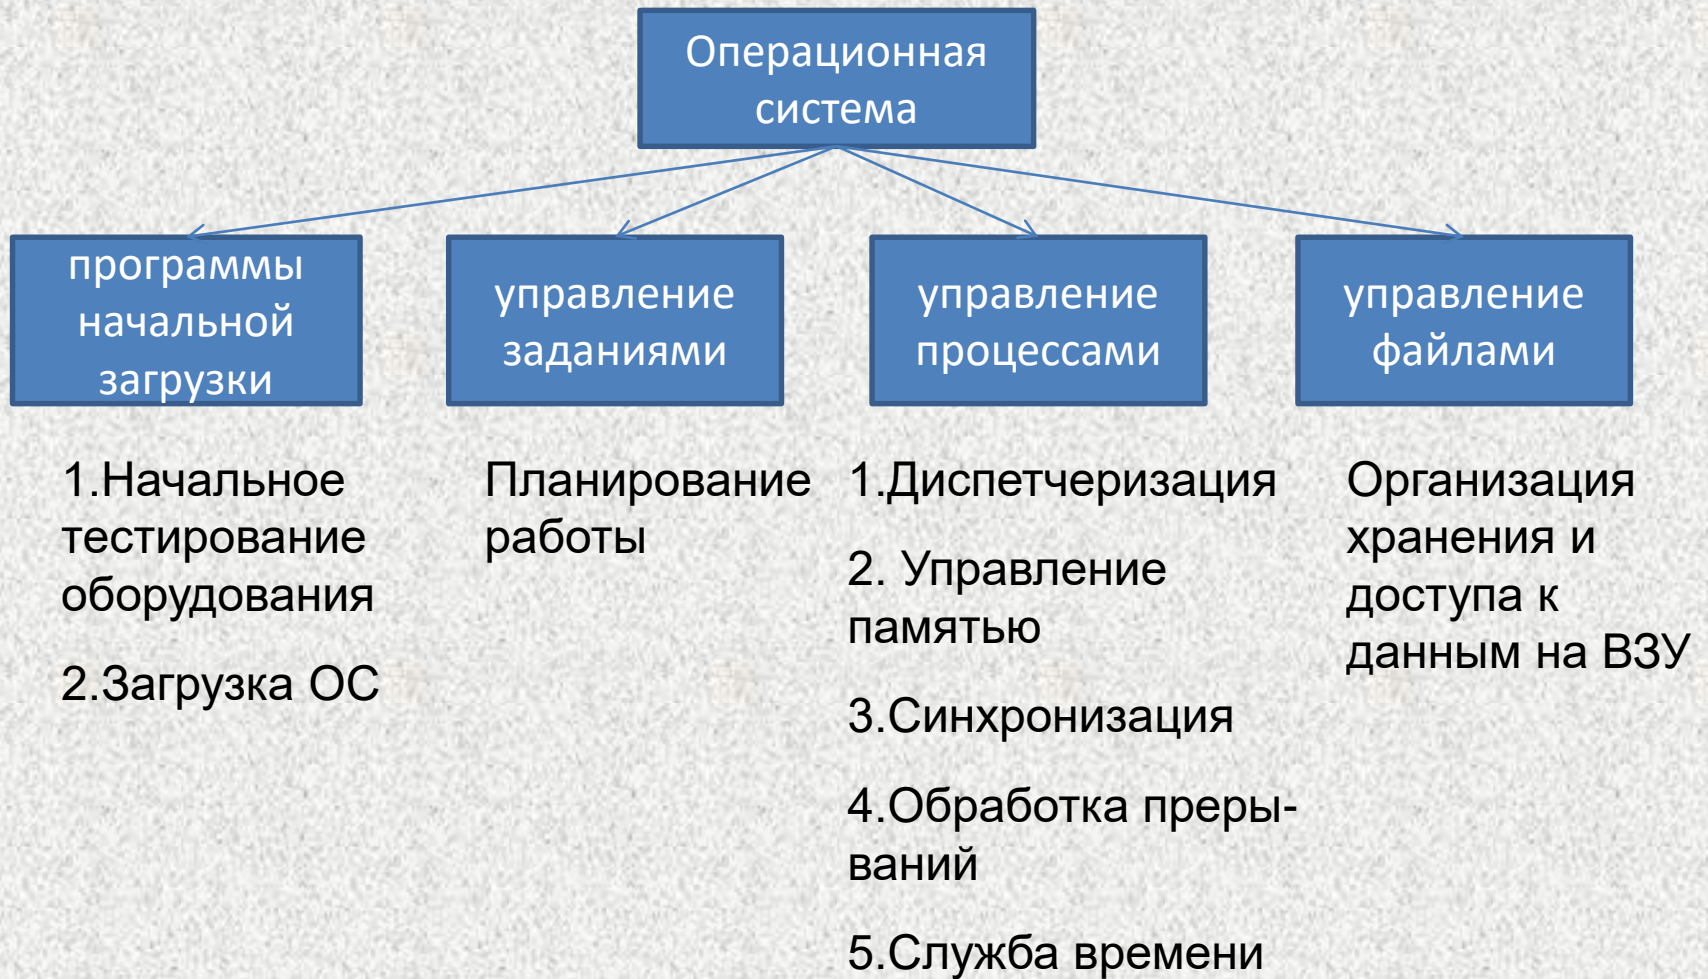 Операционная
система
программы
начальной
загрузки
управление
заданиями
управление
процессами
управление
файлами
1.Начальное
тестирование
оборудования
2.Загрузка ОС
Планирование
работы
1.Диспетчеризация
2. Управление
памятью
3.Синхронизация
4.Обработка преры-
ваний
5.Служба времени
Организация
хранения и
доступа к
данным на ВЗУ